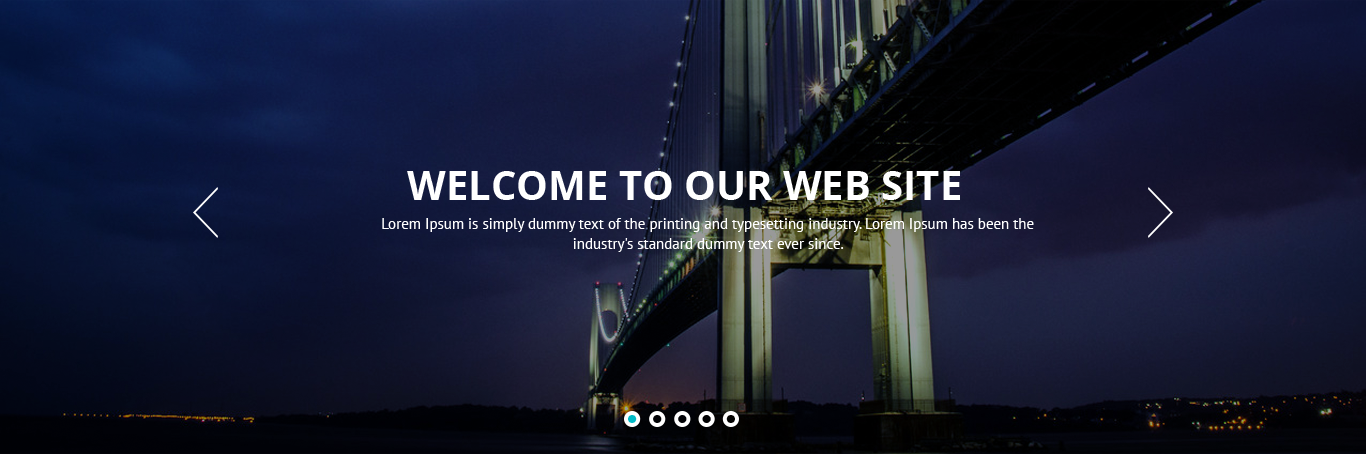 WELCOME TO OUR WEB SITE
Lorem Ipsum is simply dummy text of the printing and typesetting industry. Lorem Ipsum has been the
industry's standard dummy text ever since.